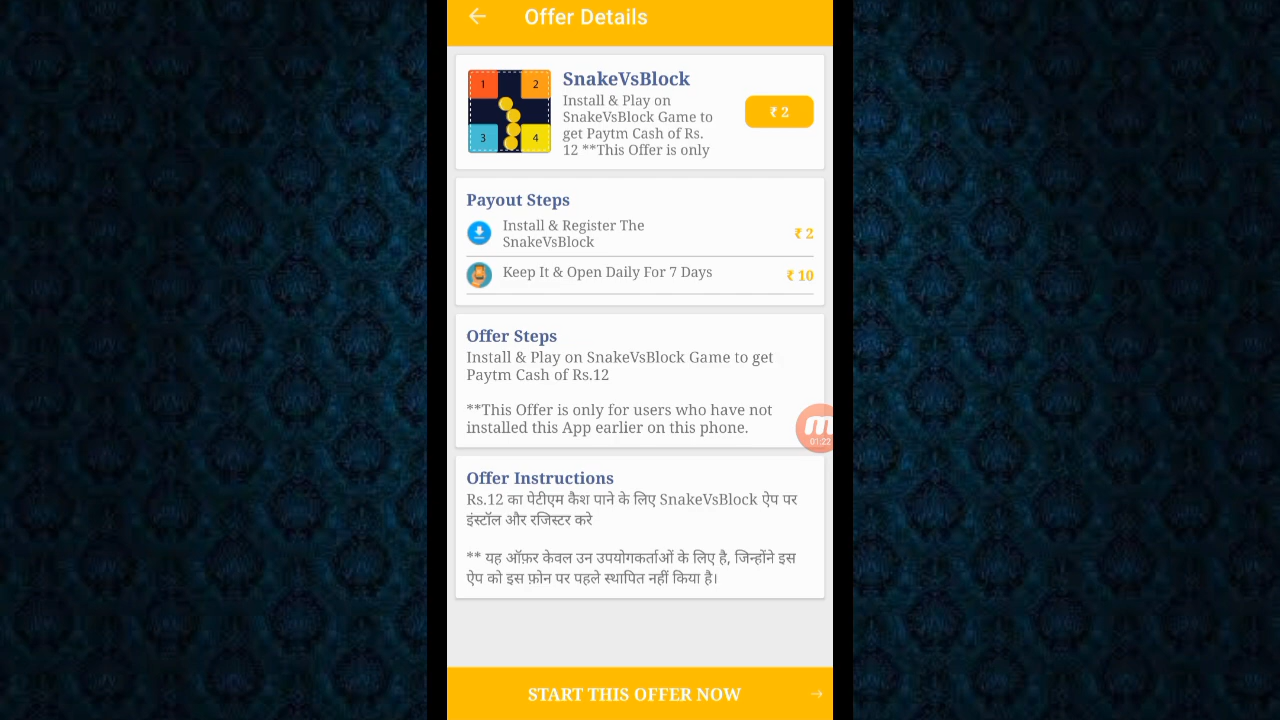 Offer Details
SnakeVsBlock
Install & Play on
SnakeVsBlock Game to
get Paytm Cash of Rs.
12 **This Offer is only
₹ 2
1
2
3
4
Payout Steps
Install & Register The
SnakeVsBlock
₹ 2
Keep It & Open Daily For 7 Days
₹ 10
Offer Steps
Install & Play on SnakeVsBlock Game to get
Paytm Cash of Rs.12
**This Offer is only for users who have not
installed this App earlier on this phone.
01:22
Offer Instructions
Rs.12 का पेटीएम कैश पाने के लिए SnakeVsBlock ऐप पर
इंस्टॉल और रजिस्टर करे
** यह ऑफ़र केवल उन उपयोगकर्ताओं के लिए है, जिन्होंने इस
ऐप को इस फ़ोन पर पहले स्थापित नहीं किया है।
START THIS OFFER NOW